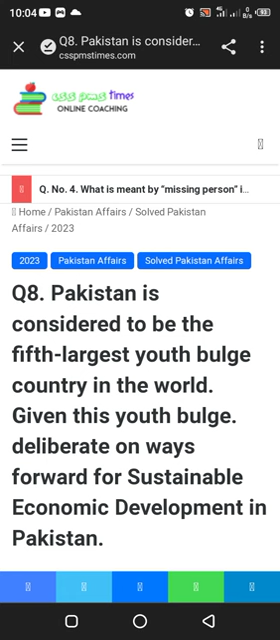 10:04
0
B/s
93
Q8. Pakistan is consider...
csspmstimes.com
css pms times
ONLINE COACHING
Q. No. 4. What is meant by "missing person" i...
Home / Pakistan Affairs / Solved Pakistan
Affairs / 2023
2023 Pakistan Affairs Solved Pakistan Affairs
Q8. Pakistan is
considered to be the
fifth-largest youth bulge
country in the world.
Given this youth bulge.
deliberate on ways
forward for Sustainable
Economic Development in
Pakistan.